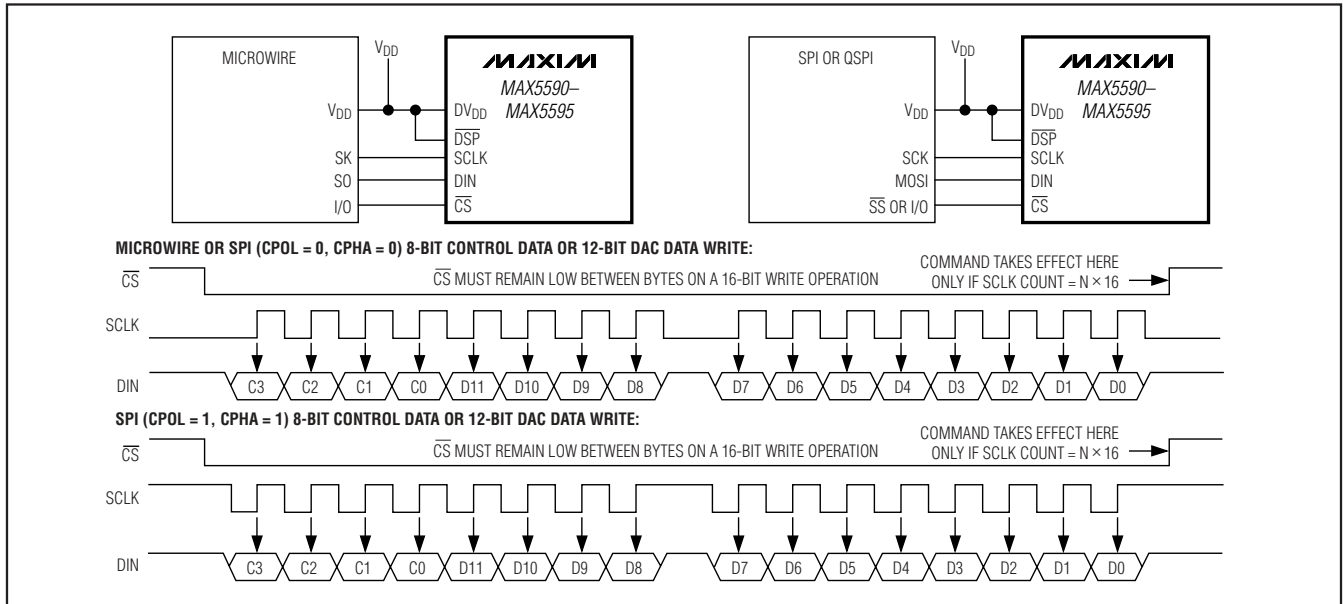 MICROWIRE
VDD
MAXIM
MAX5590–
MAX5595
VDD
DVDD
DSP
SK
SCLK
SO
DIN
I/O
CS
SPI OR QSPI
VDD
MAXIM
MAX5590–
MAX5595
VDD
DVDD
DSP
SCK
SCLK
MOSI
DIN
SS OR I/O
CS
MICROWIRE OR SPI (CPOL = 0, CPHA = 0) 8-BIT CONTROL DATA OR 12-BIT DAC DATA WRITE:
CS
CS MUST REMAIN LOW BETWEEN BYTES ON A 16-BIT WRITE OPERATION
COMMAND TAKES EFFECT HERE
ONLY IF SCLK COUNT = N × 16
SCLK
DIN
C3 C2 C1 C0 D11 D10 D9 D8 D7 D6 D5 D4 D3 D2 D1 D0
SPI (CPOL = 1, CPHA = 1) 8-BIT CONTROL DATA OR 12-BIT DAC DATA WRITE:
CS
CS MUST REMAIN LOW BETWEEN BYTES ON A 16-BIT WRITE OPERATION
COMMAND TAKES EFFECT HERE
ONLY IF SCLK COUNT = N × 16
SCLK
DIN
C3 C2 C1 C0 D11 D10 D9 D8 D7 D6 D5 D4 D3 D2 D1 D0